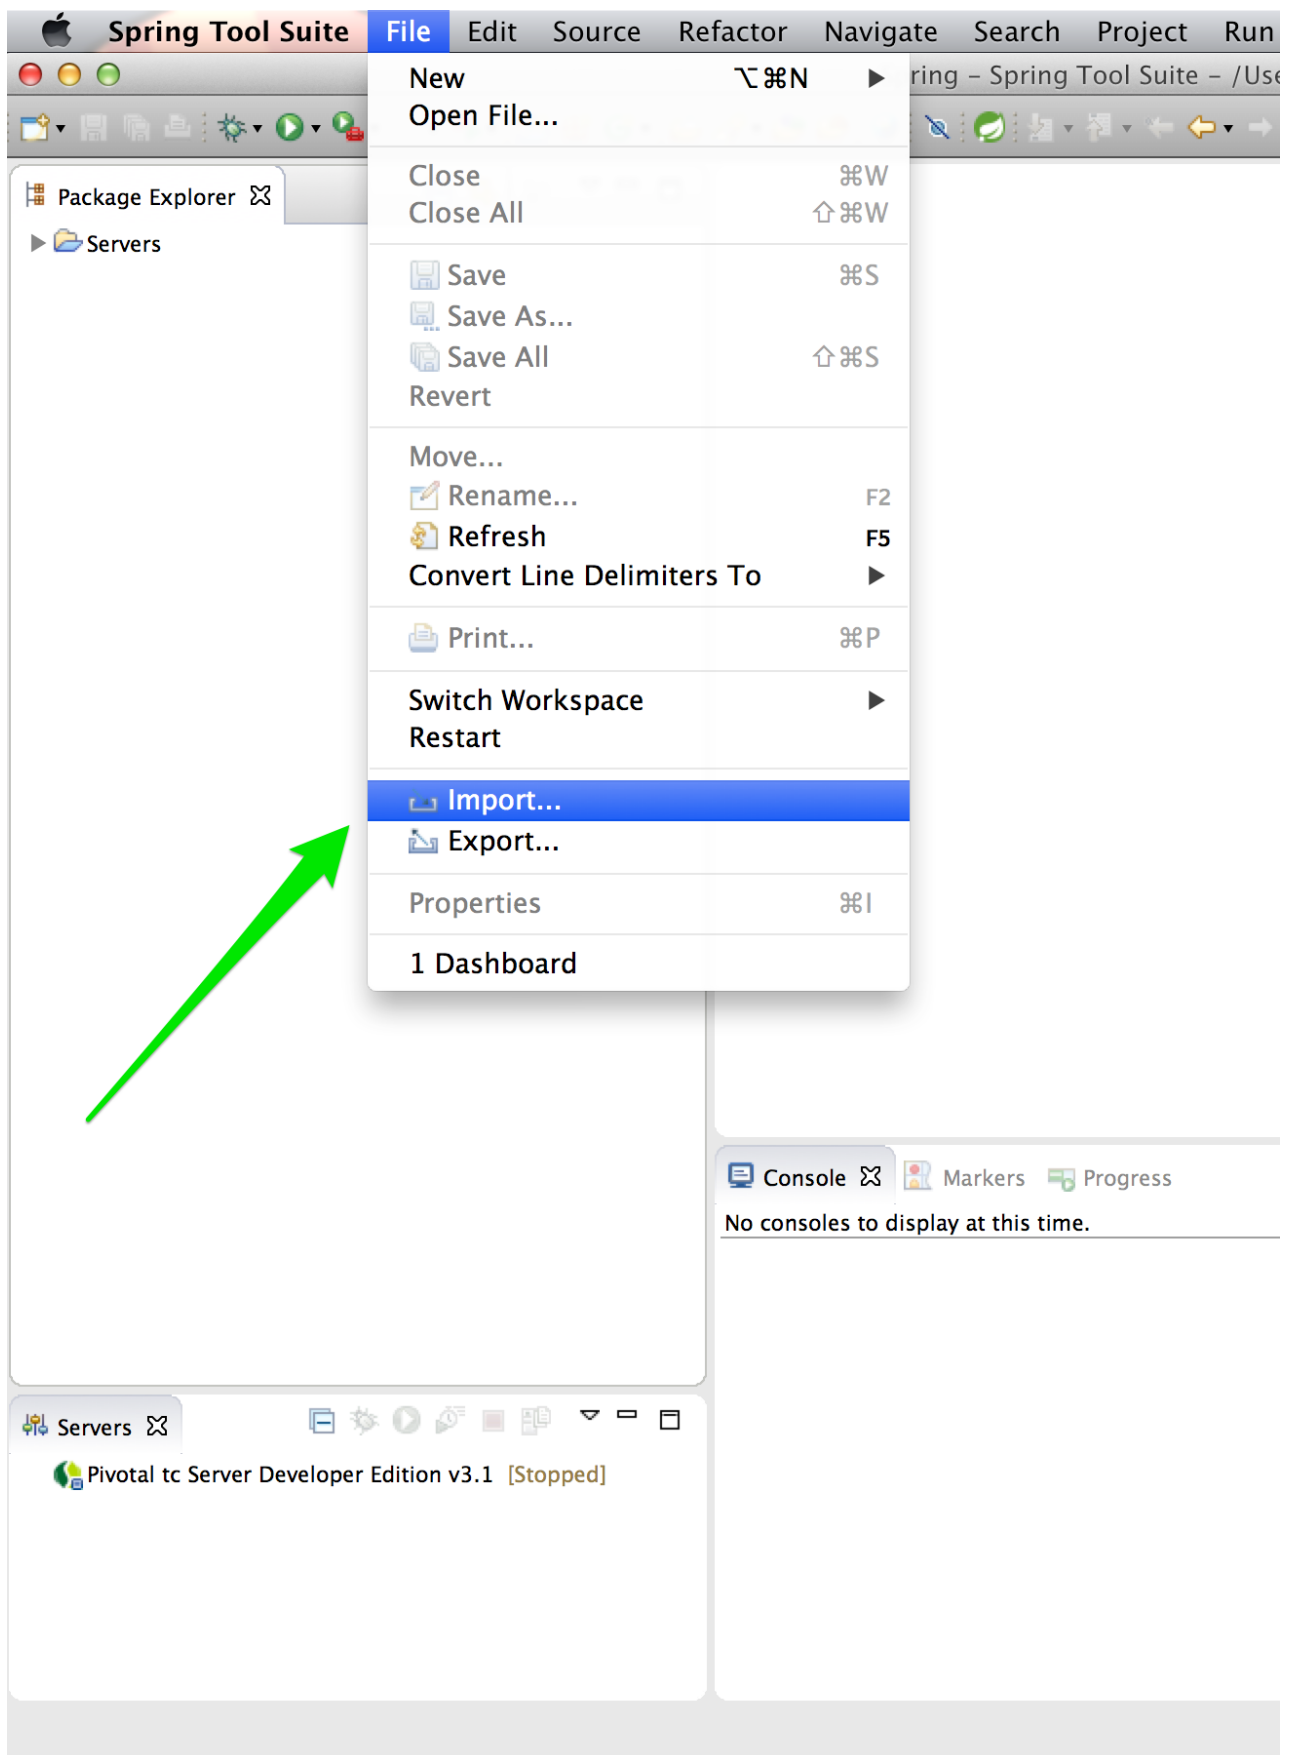 Spring Tool Suite File Edit Source Refactor Navigate Search Project Run
New ⌥⌘N ring – Spring Tool Suite – /Use
Open File...
Close ⌘W
Close All ⇧⌘W
Package Explorer
Servers
Save ⌘S
Save As...
Save All ⇧⌘S
Revert
Move...
Rename... F2
Refresh F5
Convert Line Delimiters To
Print... ⌘P
Switch Workspace
Restart
Import...
Export...
Properties ⌘I
1 Dashboard
Console Markers Progress
No consoles to display at this time.
Servers
Pivotal tc Server Developer Edition v3.1 [Stopped]